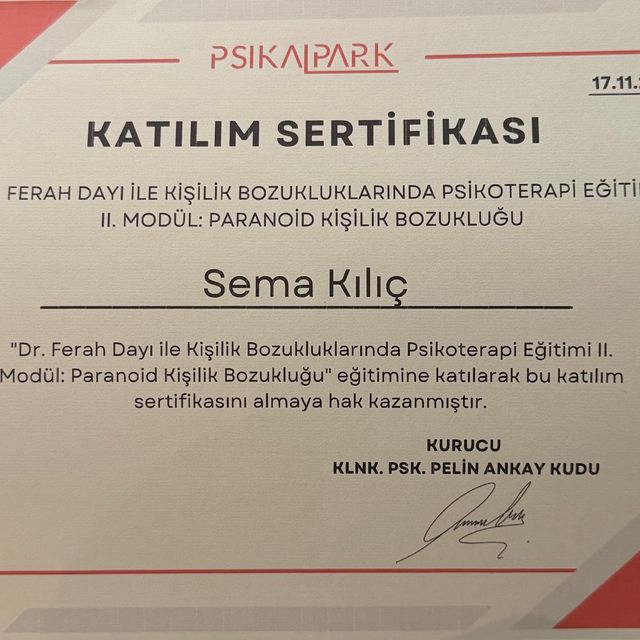 PSIKALPARK
17.11.
KATILIM SERTİFİKASI
FERAH DAYI İLE KİŞİLİK BOZUKLUKLARINDA PSİKOTERAPİ EĞİTİ
II. MODÜL: PARANOİD KİŞİLİK BOZUKLUĞU
Sema Kılıç
"Dr. Ferah Dayı ile Kişilik Bozukluklarında Psikoterapi Eğitimi II.
Modül: Paranoid Kişilik Bozukluğu" eğitimine katılarak bu katılım
sertifikasını almaya hak kazanmıştır.
KURUCU
KLNK. PSK. PELİN ANKAY KUDU